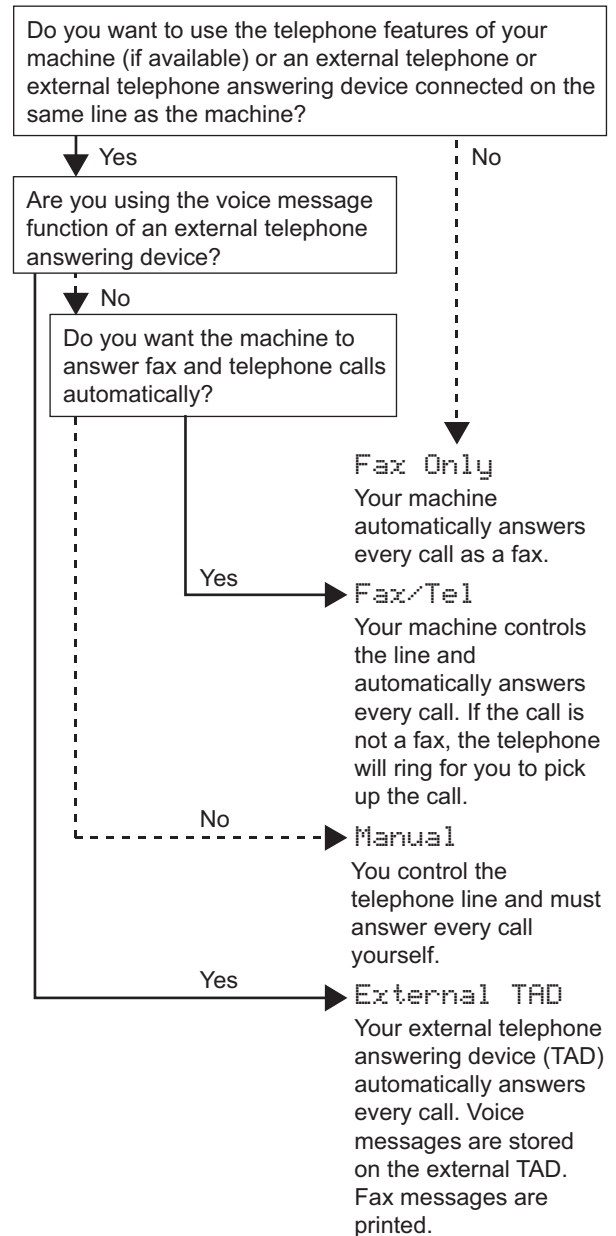 Do you want to use the telephone features of your
machine (if available) or an external telephone or
external telephone answering device connected on the
same line as the machine?
Yes
No
Are you using the voice message
function of an external telephone
answering device?
No
Do you want the machine to
answer fax and telephone calls
automatically?
Fax Only
Your machine
automatically answers
every call as a fax.
Yes
Fax/Tel
Your machine controls
the line and
automatically answers
every call. If the call is
not a fax, the telephone
will ring for you to pick
up the call.
No
Manual
You control the
telephone line and must
answer every call
yourself.
Yes
External TAD
Your external telephone
answering device (TAD)
automatically answers
every call. Voice
messages are stored
on the external TAD.
Fax messages are
printed.